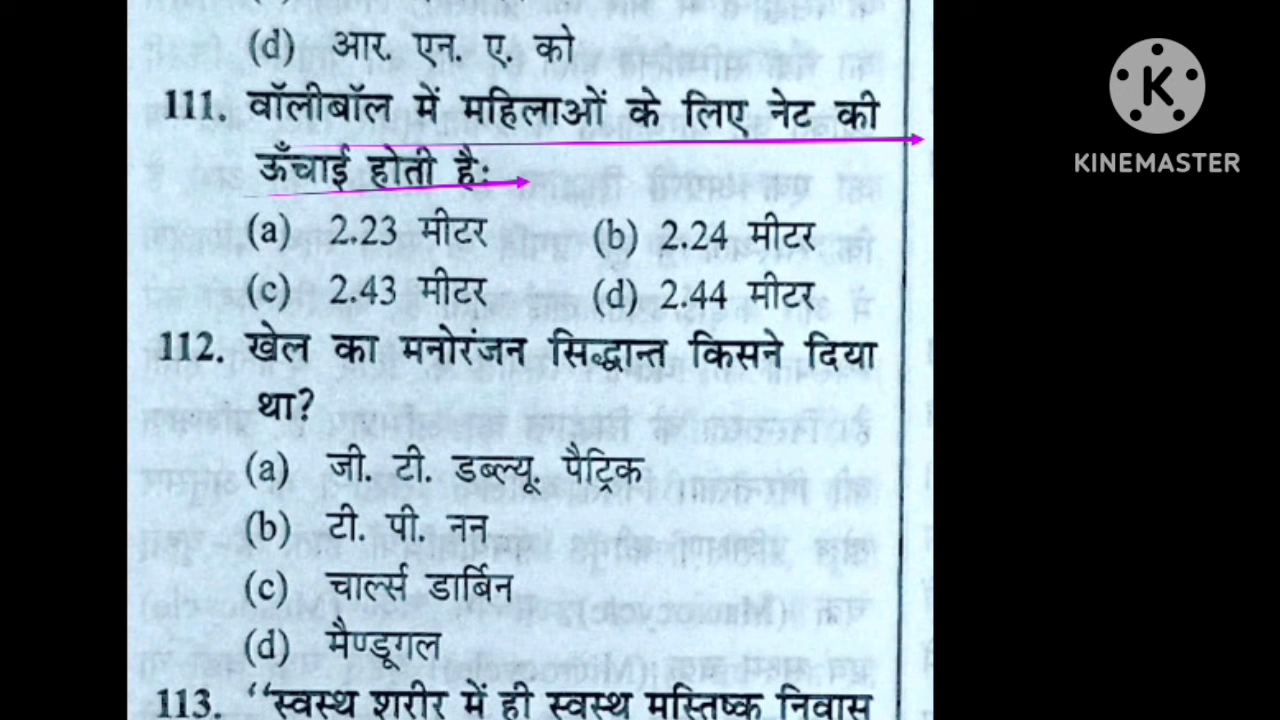 (d) आर. एन. ए. को
111. वॉलीबॉल में महिलाओं के लिए नेट की
ऊँचाई होती है:
(a) 2.23 मीटर (b) 2.24 मीटर
(c) 2.43 मीटर (d) 2.44 मीटर
112. खेल का मनोरंजन सिद्धान्त किसने दिया
था?
(a) जी. टी. डब्ल्यू. पैट्रिक
(b) टी. पी. नन
(c) चार्ल्स डार्बिन
(d) मैण्डूगल
113. “स्वस्थ शरीर में ही स्वस्थ मस्तिष्क निवास
K
KINEMASTER